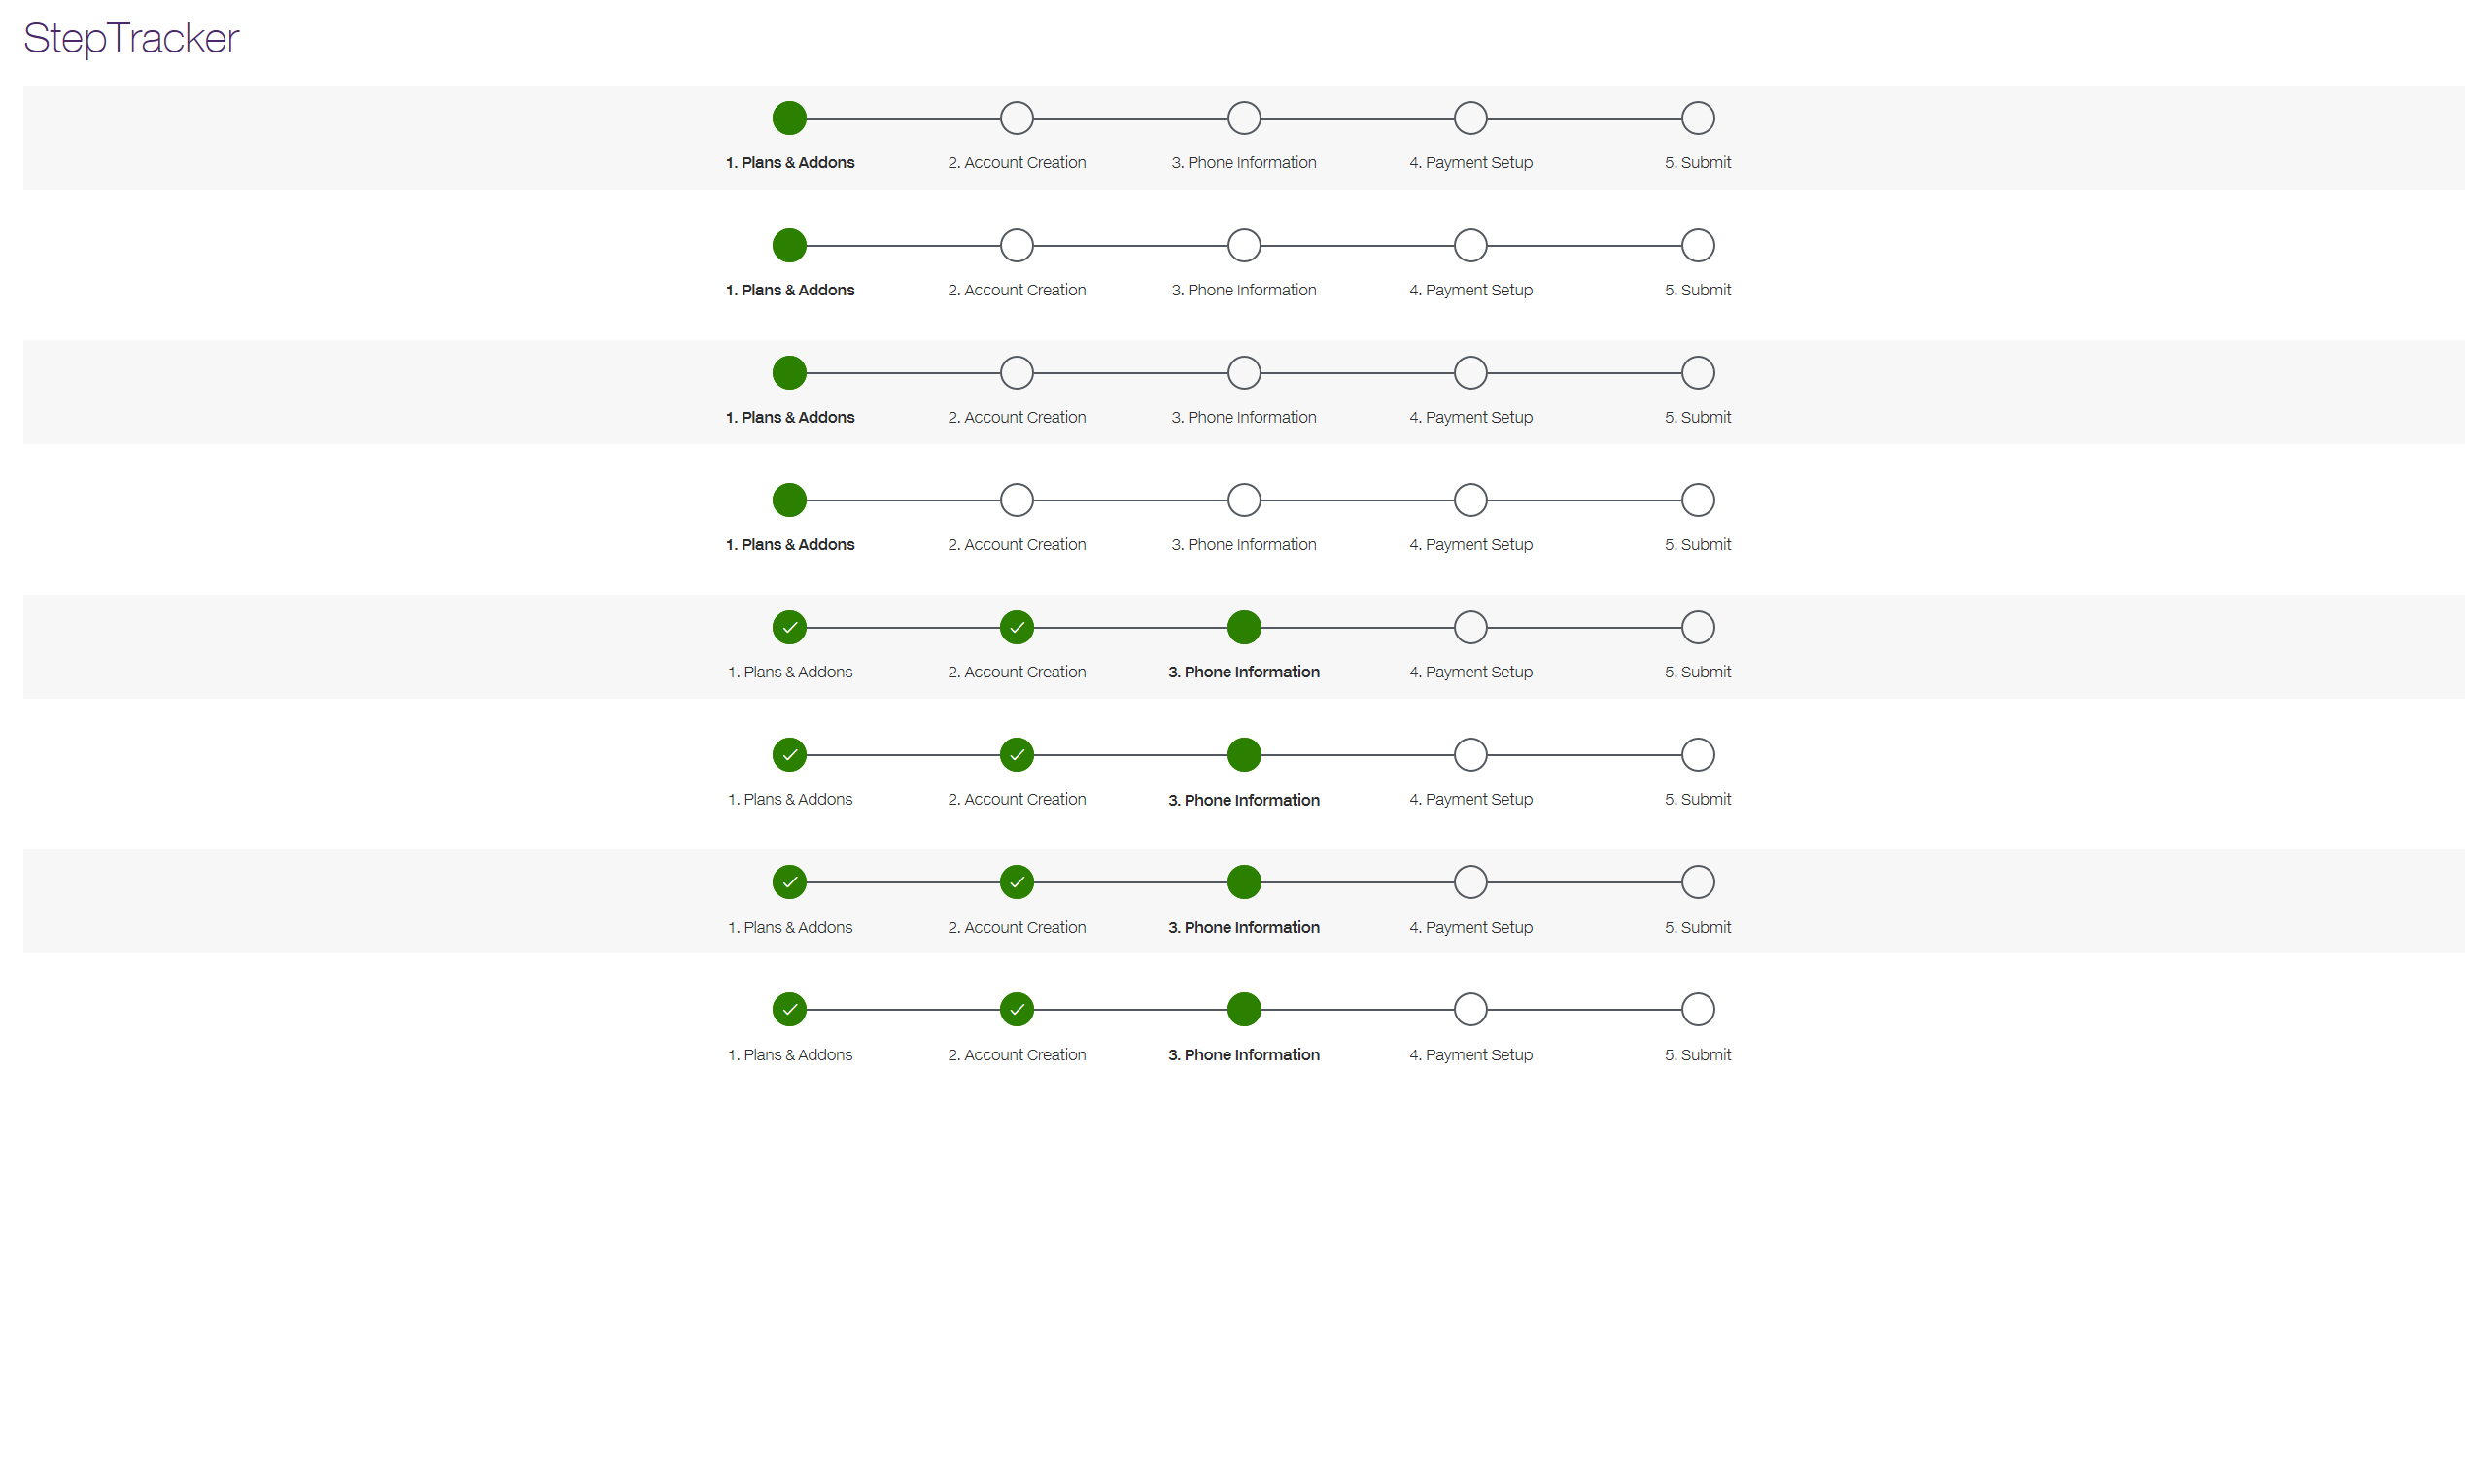 StepTracker
1. Plans & Addons 2. Account Creation 3. Phone Information 4. Payment Setup 5. Submit
1. Plans & Addons 2. Account Creation 3. Phone Information 4. Payment Setup 5. Submit
1. Plans & Addons 2. Account Creation 3. Phone Information 4. Payment Setup 5. Submit
1. Plans & Addons 2. Account Creation 3. Phone Information 4. Payment Setup 5. Submit
1. Plans & Addons 2. Account Creation 3. Phone Information 4. Payment Setup 5. Submit
1. Plans & Addons 2. Account Creation 3. Phone Information 4. Payment Setup 5. Submit
1. Plans & Addons 2. Account Creation 3. Phone Information 4. Payment Setup 5. Submit
1. Plans & Addons 2. Account Creation 3. Phone Information 4. Payment Setup 5. Submit